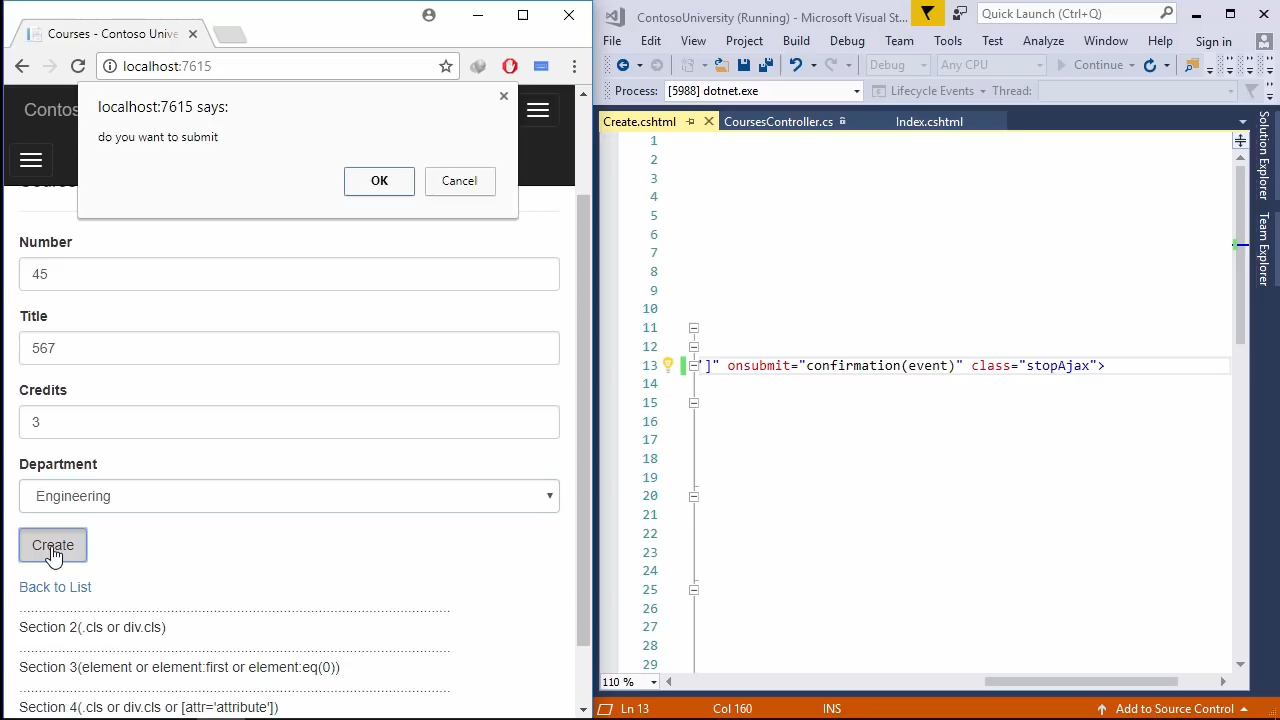 Courses - Contoso Unive
localhost:7615
Contos
localhost:7615 says:
do you want to submit
OK
Cancel
Number
45
Title
567
Credits
3
Department
Engineering
Create
Back to List
Section 2(.cls or div.cls)
Section 3(element or element:first or element:eq(0))
Section 4(.cls or div.cls or [attr='attribute'])
ContosoUniversity (Running) - Microsoft Visual St...
Quick Launch (Ctrl+Q)
File Edit View Project Build Debug Team Tools Test Analyze Window Help Sign in
Debug Any CPU Continue
Process: [5988] dotnet.exe Lifecycle Events Thread:
Create.cshtml CoursesController.cs Index.cshtml
1
2
3
4
5
6
7
8
9
10
11
12
13 ']" onsubmit="confirmation(event)" class="stopAjax">
14
15
16
17
18
19
20
21
22
23
24
25
26
27
28
29
Solution Explorer
Team Explorer
110 %
Ln 13 Col 160 INS Add to Source Control